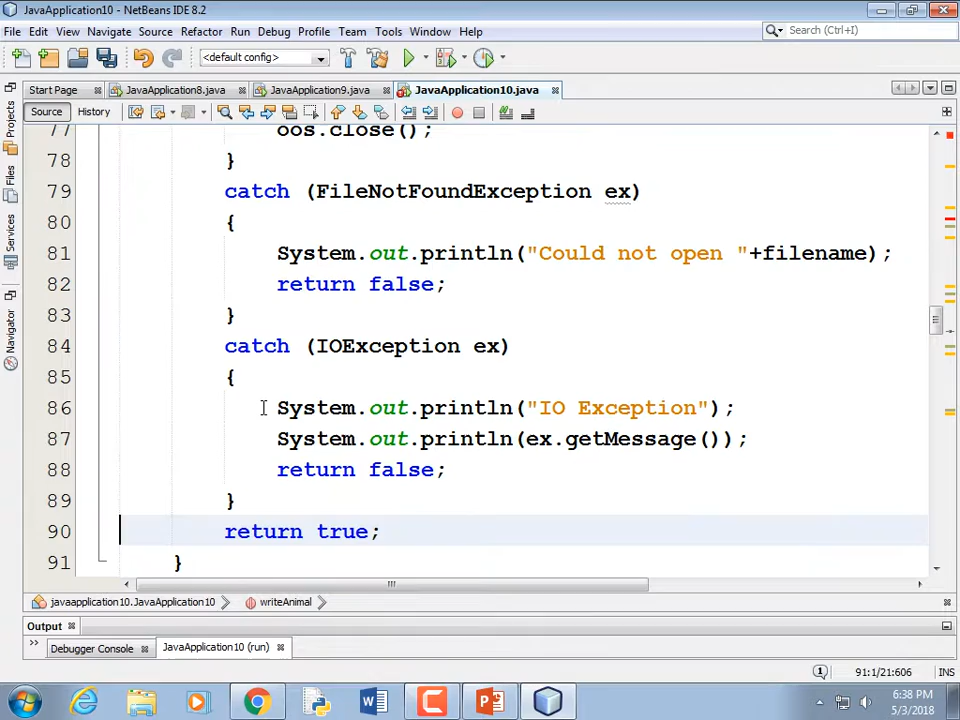 JavaApplication10 - NetBeans IDE 8.2
File Edit View Navigate Source Refactor Run Debug Profile Team Tools Window Help
Search (Ctrl+I)
<default config>
Start Page JavaApplication8.java JavaApplication9.java JavaApplication10.java
Source History
Projects
Files
Services
Navigator
77 oos.close();
78 }
79 catch (FileNotFoundException ex)
80 {
81 System.out.println("Could not open "+filename);
82 return false;
83 }
84 catch (IOException ex)
85 {
86 System.out.println("IO Exception");
87 System.out.println(ex.getMessage());
88 return false;
89 }
90 return true;
91 }
javaapplication10.JavaApplication10 writeAnimal
Output
Debugger Console JavaApplication10 (run)
1 91:1/21:606 INS
6:38 PM
5/3/2018